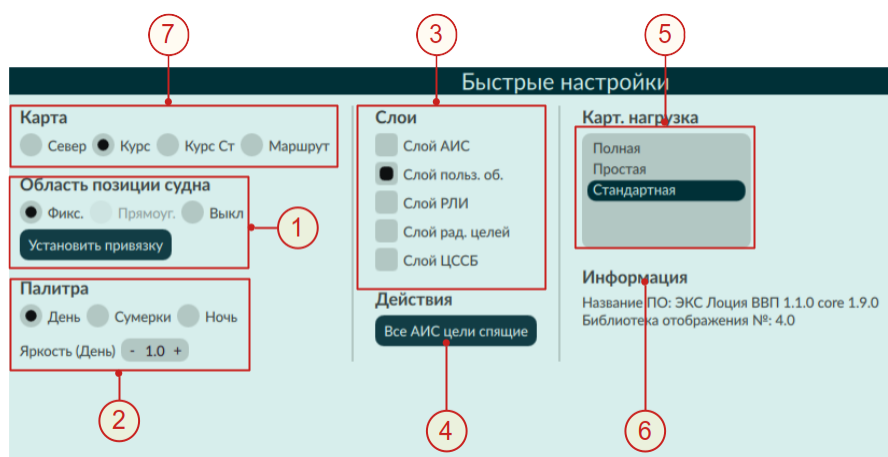 7
3
5
Быстрые настройки
Карта
Север Курс Курс Ст Маршрут
Область позиции судна
Фикс. Прямоуг. Выкл
Установить привязку
1
Палитра
День Сумерки Ночь
Яркость (День) - 1.0 +
2
Слои
Слой АИС
Слой польз. об.
Слой РЛИ
Слой рад. целей
Слой ЦССБ
Действия
Все АИС цели спящие
4
Карт. нагрузка
Полная
Простая
Стандартная
Информация
Название ПО: ЭКС Лоция ВВП 1.1.0 core 1.9.0
Библиотека отображения №: 4.0
6